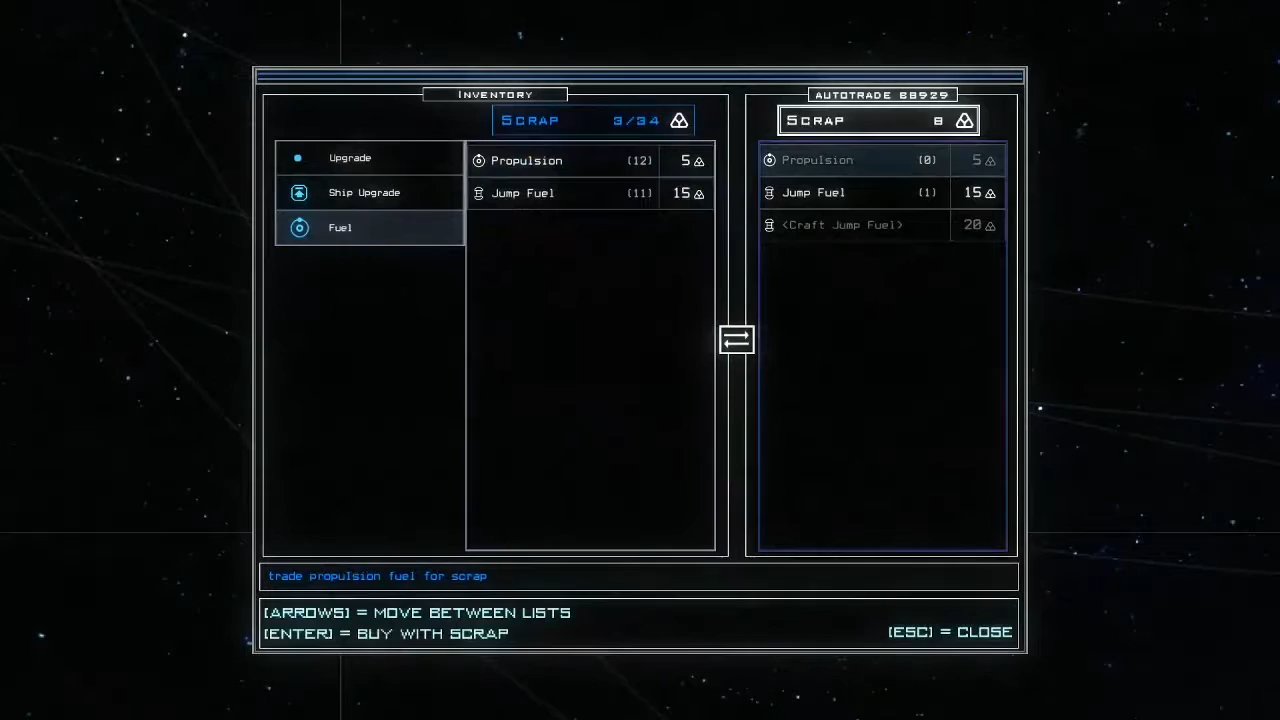 INVENTORY
SCRAP 3/34
Upgrade
Ship Upgrade
Fuel
Propulsion (12) 5
Jump Fuel (11) 15
AUTOTRADE 88929
SCRAP 8
Propulsion (0) 5
Jump Fuel (1) 15
<Craft Jump Fuel> 20
trade propulsion fuel for scrap
[ARROWS] = MOVE BETWEEN LISTS
[ENTER] = BUY WITH SCRAP
[ESC] = CLOSE